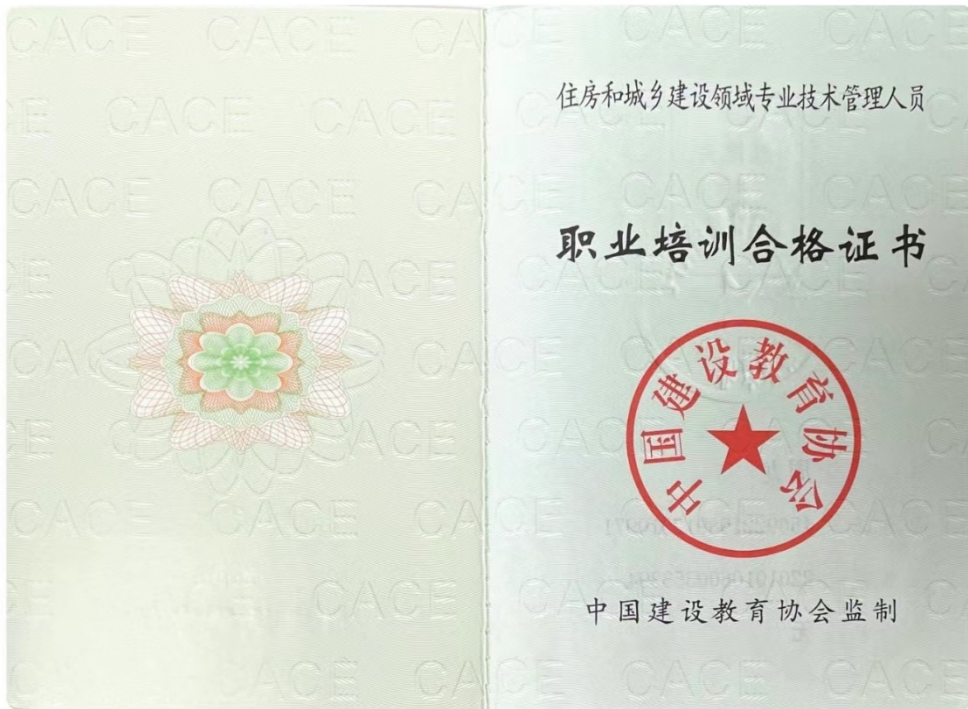 CACE
住房和城乡建设领域专业技术管理人员
职业培训合格证书
中国建设教育协会
中国建设教育协会监制